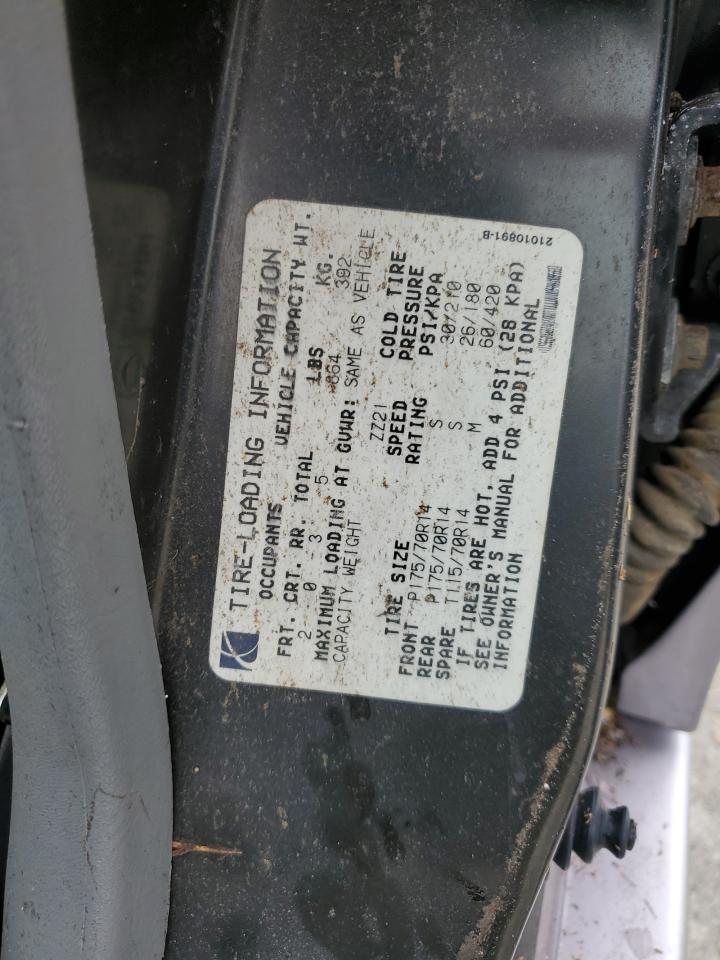 TIRE-LOADING INFORMATION
OCCUPANTS VEHICLE CAPACITY WT.
FRT. CRT. RR. TOTAL LBS KG.
2 0 3 5 864 392
MAXIMUM LOADING AT GVWR: SAME AS VEHICLE
CAPACITY WEIGHT
ZZ21
SPEED COLD TIRE
TIRE SIZE RATING PRESSURE
PSI/KPA
FRONT P175/70R14 S 30/210
REAR P175/70R14 S 26/180
SPARE T115/70R14 M 60/420
IF TIRES ARE HOT, ADD 4 PSI (28 KPA)
SEE OWNER'S MANUAL FOR ADDITIONAL
INFORMATION
21010891-B